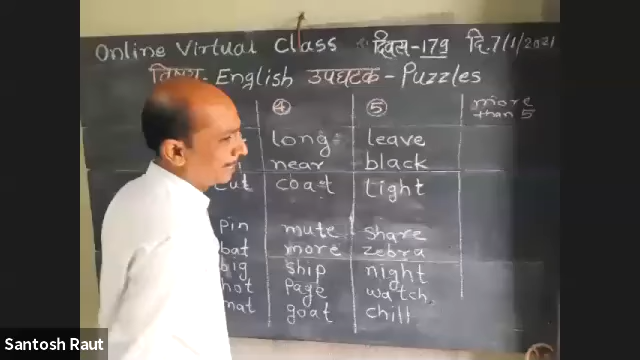 Online Virtual Class दिवस-179 दि.7/1/2021
विषय- English उपघटक - Puzzles
④ ⑤ more than 5
long leave
near black
cut coat light
pin mute share
bat more zebra
big ship night
hot page watch
mat goat chill
Santosh Raut